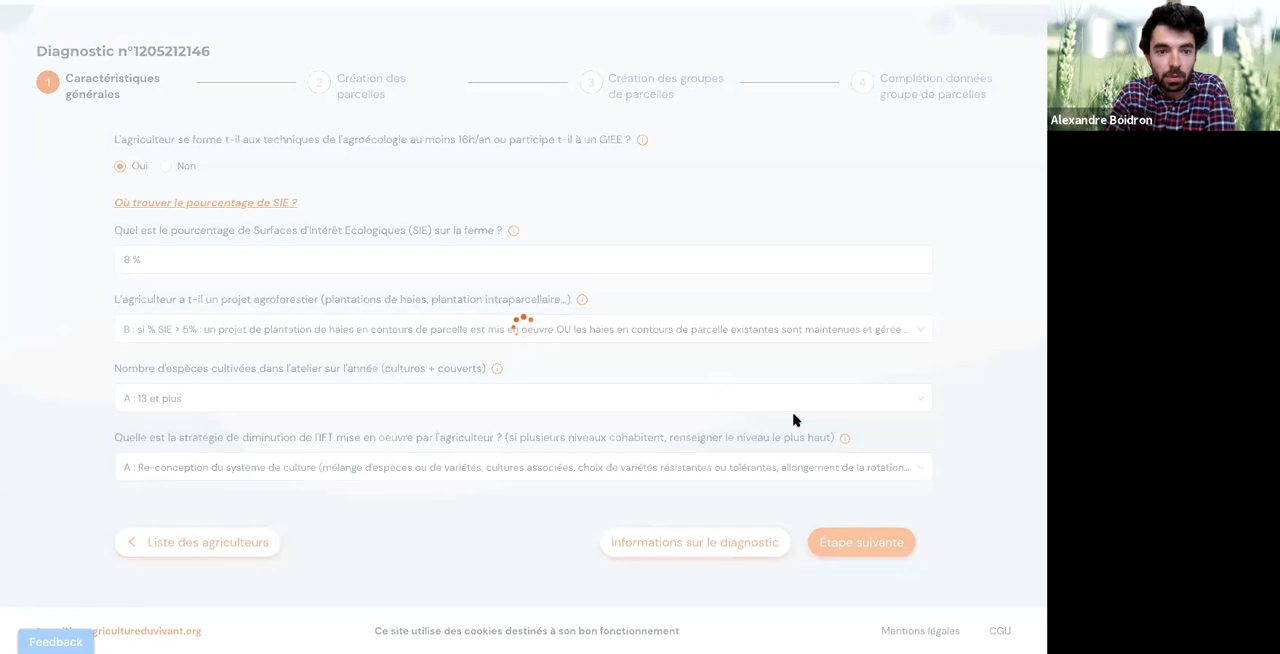 Diagnostic n°1205212146
1 Caractéristiques générales
2 Création des parcelles
3 Création des groupes de parcelles
4 Complétion données groupe de parcelles
L'agriculteur se forme t-il aux techniques de l'agroécologie au moins 16h/an ou participe t-il à un GIEE ?
Oui Non
Où trouver le pourcentage de SIE ?
Quel est le pourcentage de Surfaces d'Intérêt Ecologiques (SIE) sur la ferme ?
8 %
L'agriculteur a t-il un projet agroforestier (plantations de haies, plantation intraparcellaire...)
B : si % SIE > 5% : un projet de plantation de haies en contours de parcelle est mis en oeuvre OU les haies en contours de parcelle existantes sont maintenues et gérée...
Nombre d'espèces cultivées dans l'atelier sur l'année (cultures + couverts)
A : 13 et plus
Quelle est la stratégie de diminution de l'IFT mise en oeuvre par l'agriculteur ? (si plusieurs niveaux cohabitent, renseigner le niveau le plus haut)
A : Re-conception du système de culture (mélange d'espèces ou de variétés, cultures associées, choix de variétés résistantes ou tolérantes, allongement de la rotation...
Liste des agriculteurs
Informations sur le diagnostic
Étape suivante
gricultureduvivant.org
Ce site utilise des cookies destinés à son bon fonctionnement
Mentions légales
CGU
Feedback
Alexandre Boidron